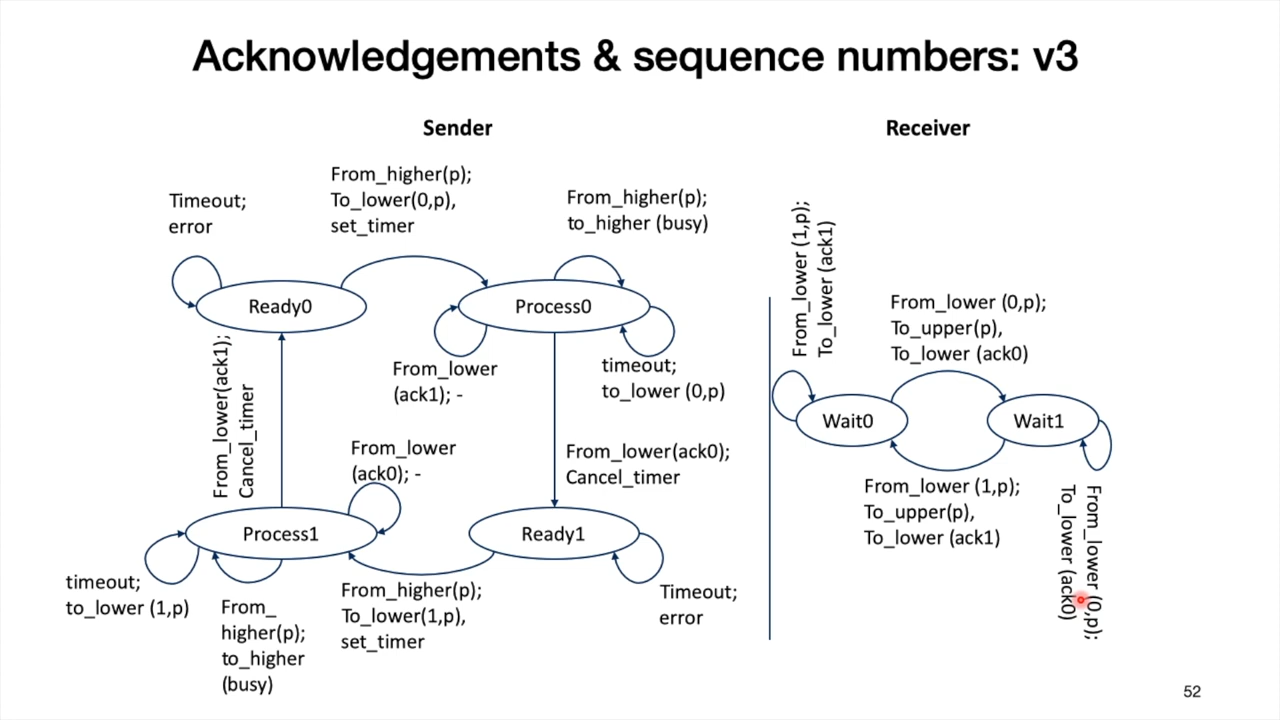 Acknowledgements & sequence numbers: v3
Sender
Receiver
Timeout;
error
From_higher(p);
To_lower(0,p),
set_timer
From_higher(p);
to_higher (busy)
Ready0
Process0
From_lower
(ack1); -
timeout;
to_lower (0,p)
From_lower(ack1);
Cancel_timer
From_lower
(ack0); -
From_lower(ack0);
Cancel_timer
Process1
Ready1
timeout;
to_lower (1,p)
From_
higher(p);
to_higher
(busy)
From_higher(p);
To_lower(1,p),
set_timer
Timeout;
error
From_lower (1,p);
To_lower (ack1)
From_lower (0,p);
To_upper(p),
To_lower (ack0)
Wait0
Wait1
From_lower (1,p);
To_upper(p),
To_lower (ack1)
From_lower (0,p);
To_lower (ack0)
52